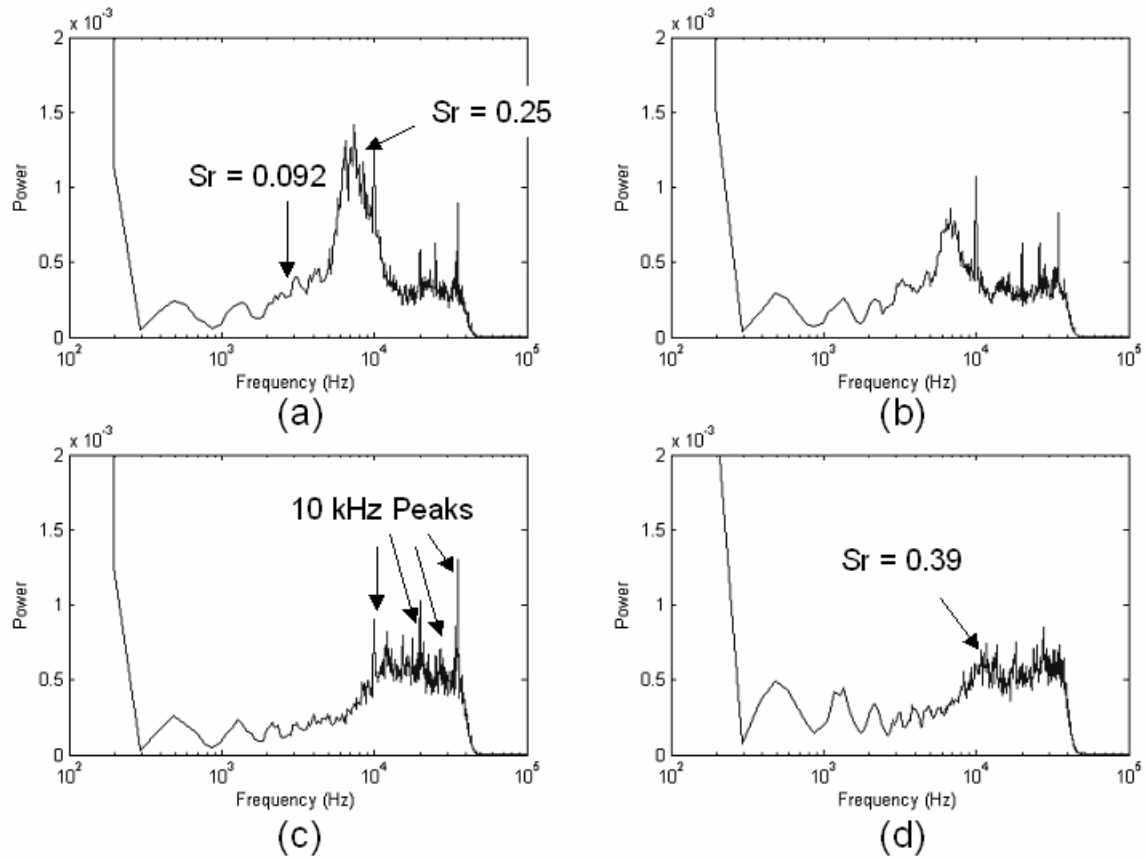 x 10⁻³
2
1.5
1
0.5
0
Power
Sr = 0.25
Sr = 0.092
10² 10³ 10⁴ 10⁵
Frequency (Hz)
(a)
x 10⁻³
2
1.5
1
0.5
0
Power
10² 10³ 10⁴ 10⁵
Frequency (Hz)
(b)
x 10⁻³
2
1.5
1
0.5
0
Power
10 kHz Peaks
10² 10³ 10⁴ 10⁵
Frequency (Hz)
(c)
x 10⁻³
2
1.5
1
0.5
0
Power
Sr = 0.39
10² 10³ 10⁴ 10⁵
Frequency (Hz)
(d)